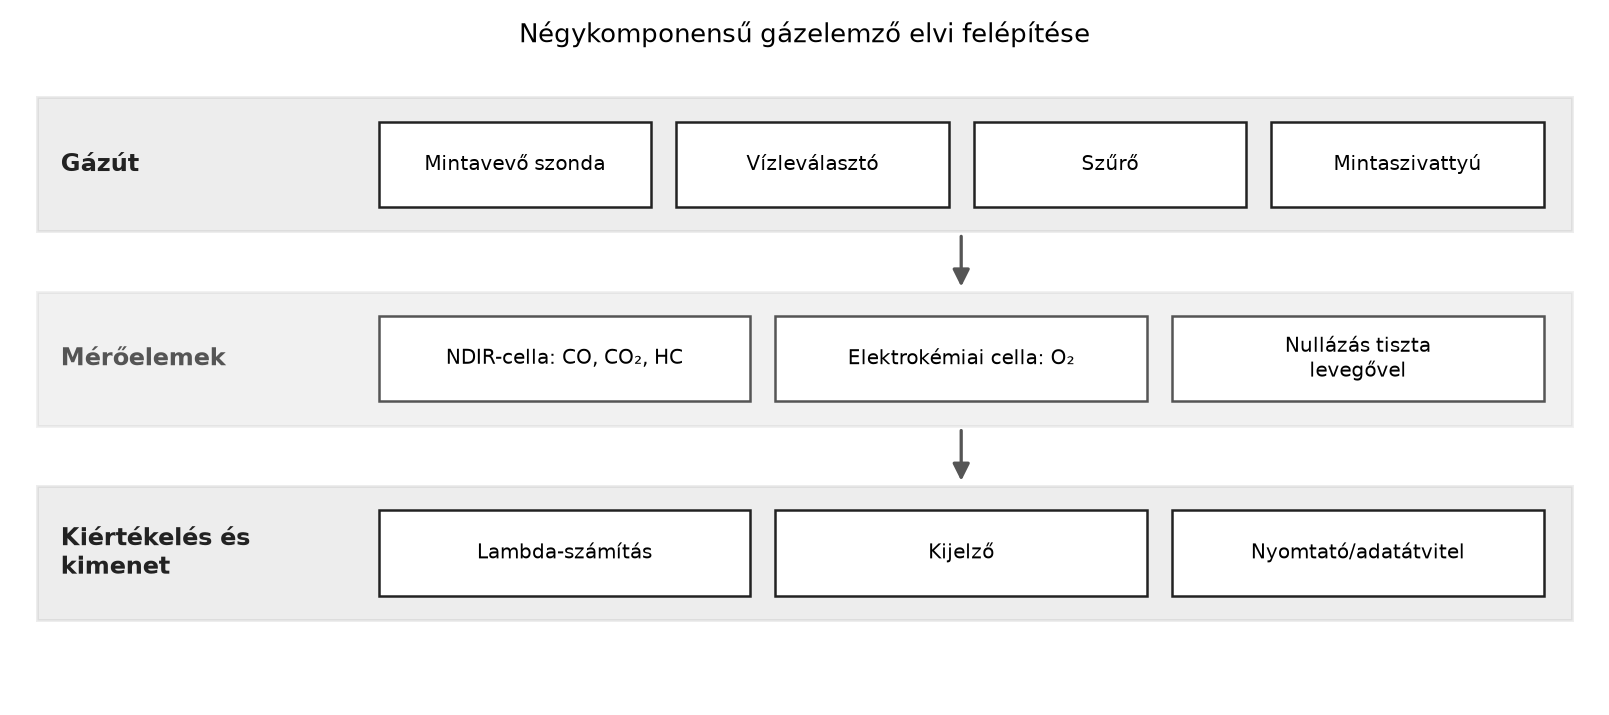 Négykomponensű gázelemző elvi felépítése
Gázút
Mintavevő szonda
Vízleválasztó
Szűrő
Mintaszivattyú
Mérőelemek
NDIR-cella: CO, CO₂, HC
Elektrokémiai cella: O₂
Nullázás tiszta
levegővel
Kiértékelés és
kimenet
Lambda-számítás
Kijelző
Nyomtató/adatátvitel